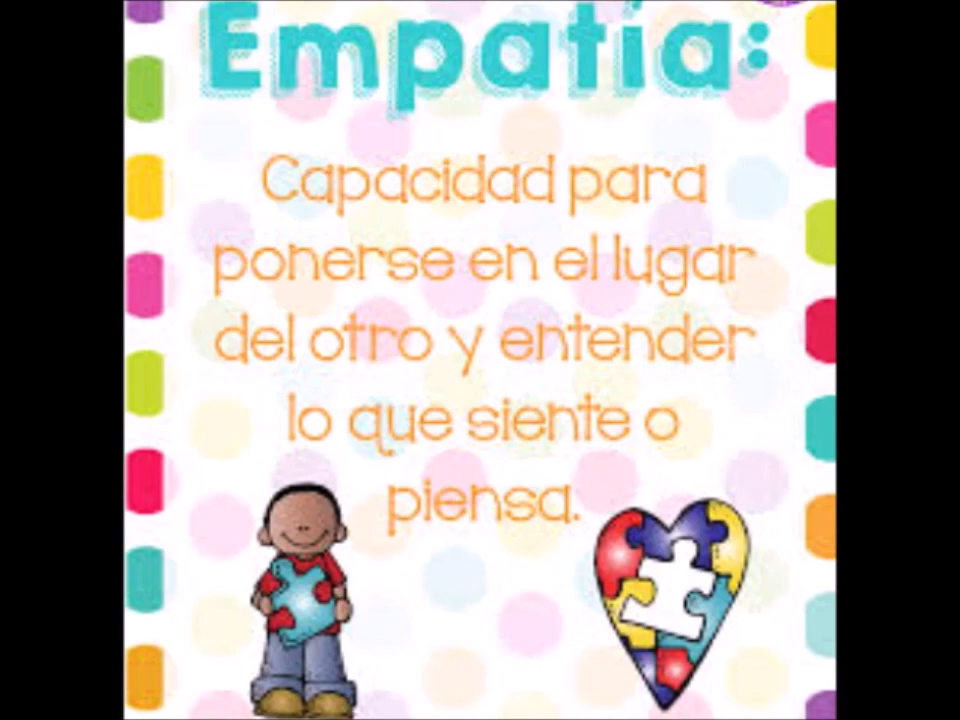 Empatía:
Capacidad para
ponerse en el lugar
del otro y entender
lo que siente o
piensa.